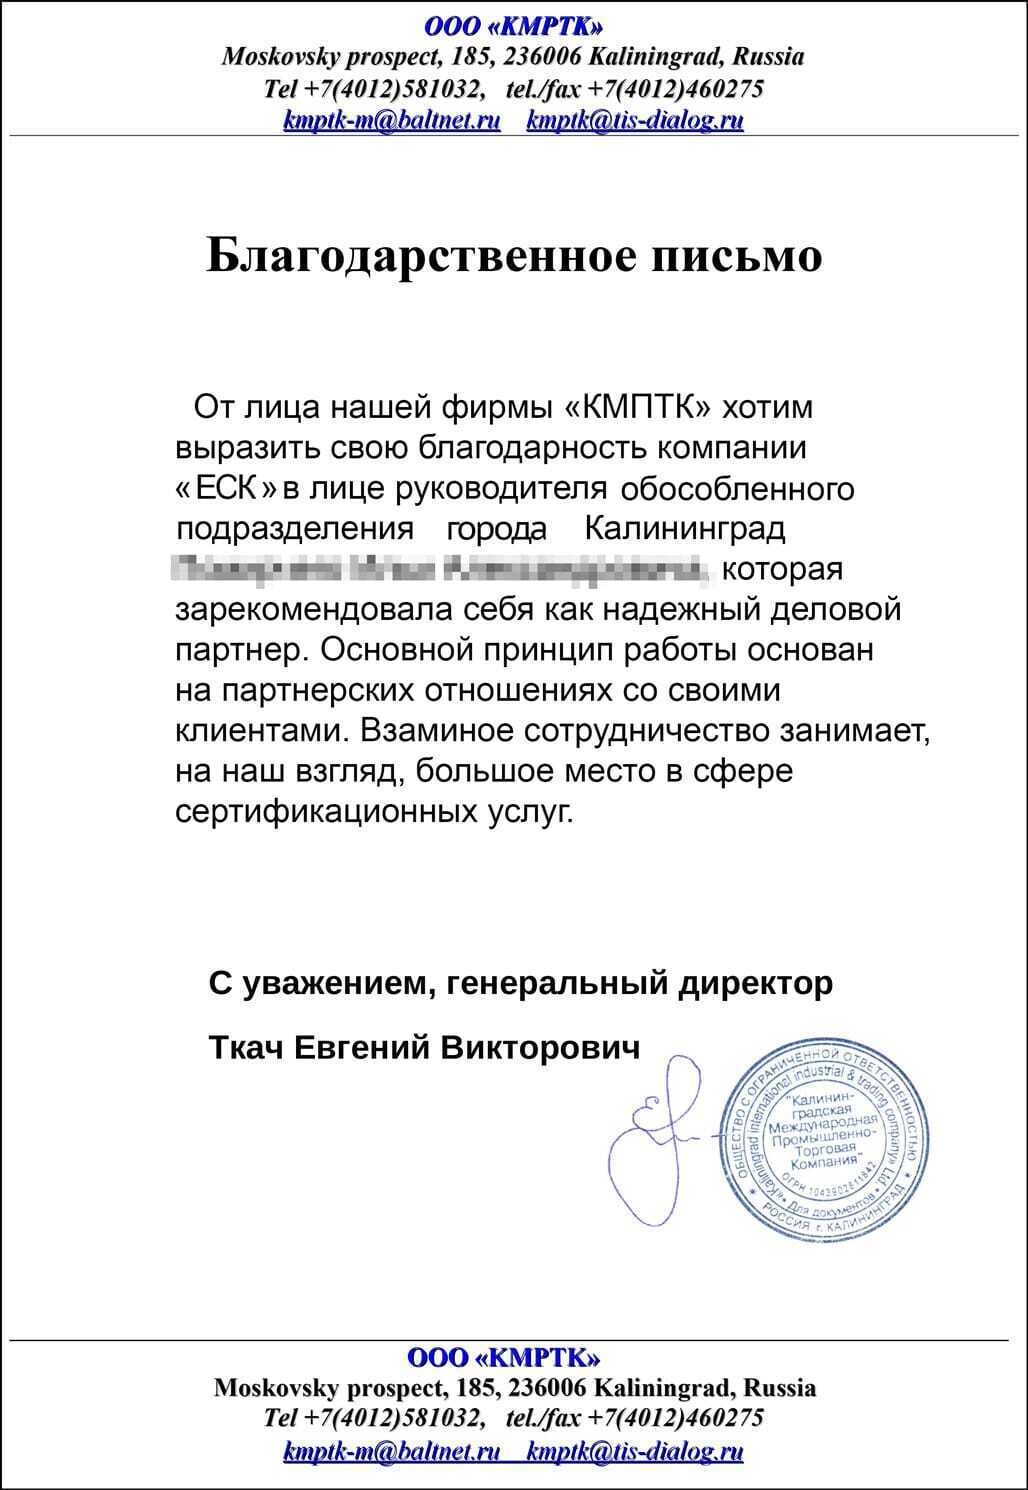 ООО «KMPTK»
Moskovsky prospect, 185, 236006 Kaliningrad, Russia
Tel +7(4012)581032, tel./fax +7(4012)460275
kmptk-m@baltnet.ru kmptk@tis-dialog.ru
Благодарственное письмо
От лица нашей фирмы «КМПТК» хотим
выразить свою благодарность компании
«ЕСК» в лице руководителя обособленного
подразделения города Калининград
которая
зарекомендовала себя как надежный деловой
партнер. Основной принцип работы основан
на партнерских отношениях со своими
клиентами. Взаминое сотрудничество занимает,
на наш взгляд, большое место в сфере
сертификационных услуг.
С уважением, генеральный директор
Ткач Евгений Викторович
ОБЩЕСТВО С ОГРАНИЧЕННОЙ ОТВЕТСТВЕННОСТЬЮ
«Kaliningrad international industrial & trading company» Ltd
"Калинин-
градская
Международная
Промышленно-
Торговая
Компания"
ОГРН 1043902811842
Для документов
РОССИЯ г. КАЛИНИНГРАД
ООО «KMPTK»
Moskovsky prospect, 185, 236006 Kaliningrad, Russia
Tel +7(4012)581032, tel./fax +7(4012)460275
kmptk-m@baltnet.ru kmptk@tis-dialog.ru